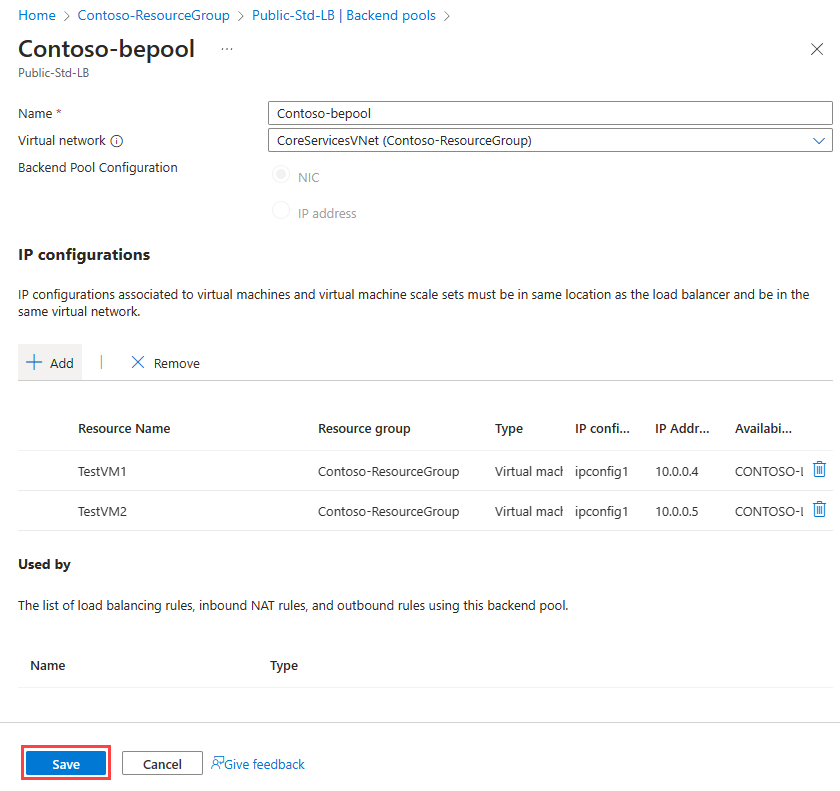 Home > Contoso-ResourceGroup > Public-Std-LB | Backend pools >
Contoso-bepool ...
Public-Std-LB
Name * Contoso-bepool
Virtual network CoreServicesVNet (Contoso-ResourceGroup)
Backend Pool Configuration NIC
IP address
IP configurations
IP configurations associated to virtual machines and virtual machine scale sets must be in same location as the load balancer and be in the
same virtual network.
Add | Remove
Resource Name Resource group Type IP confi... IP Addr... Availabi...
TestVM1 Contoso-ResourceGroup Virtual mach ipconfig1 10.0.0.4 CONTOSO-L
TestVM2 Contoso-ResourceGroup Virtual mach ipconfig1 10.0.0.5 CONTOSO-L
Used by
The list of load balancing rules, inbound NAT rules, and outbound rules using this backend pool.
Name Type
Save Cancel Give feedback